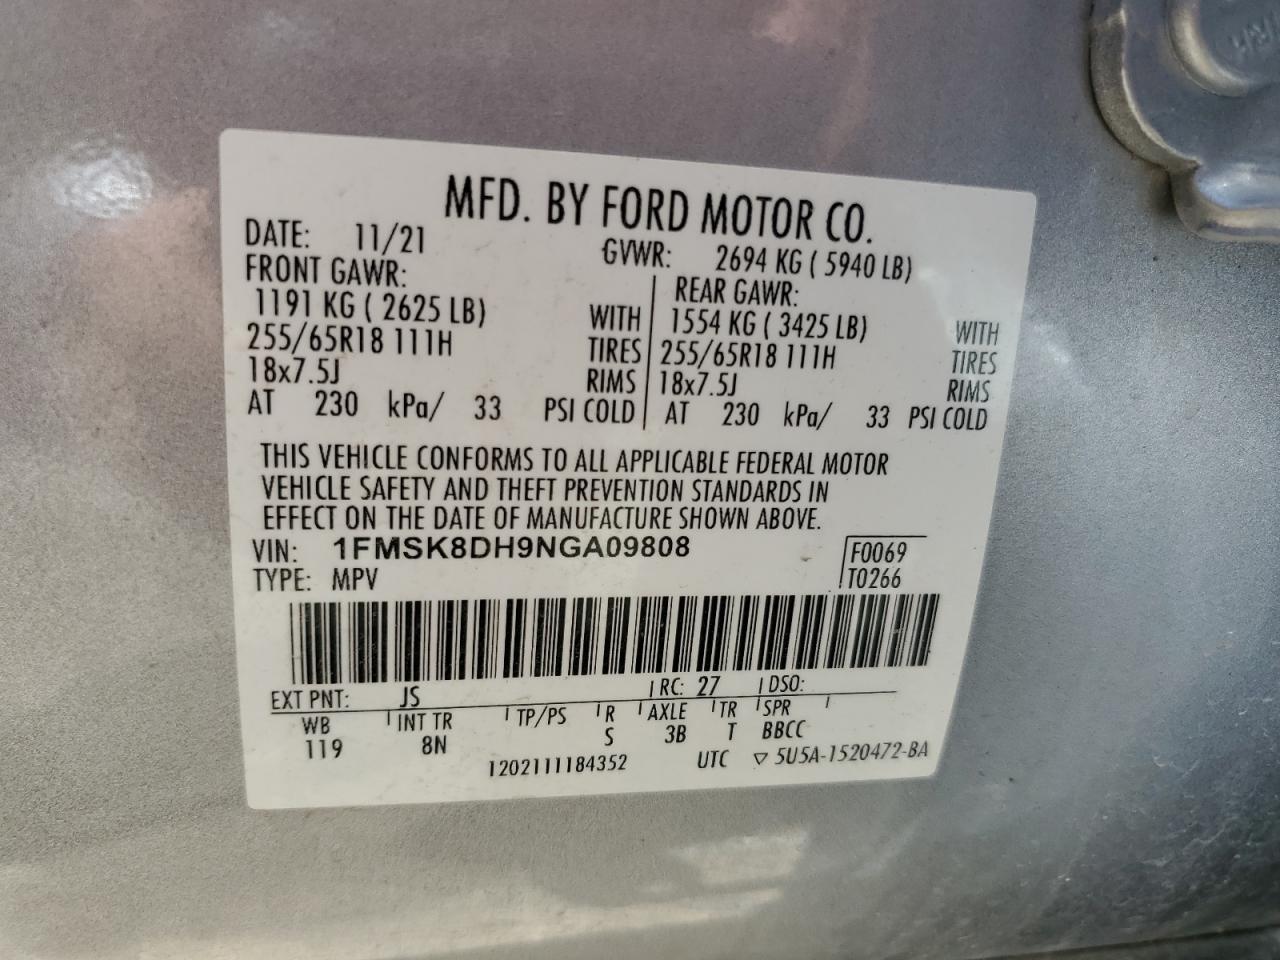 MFD. BY FORD MOTOR CO.
DATE: 11/21 GVWR: 2694 KG ( 5940 LB)
FRONT GAWR: REAR GAWR:
1191 KG ( 2625 LB) WITH 1554 KG ( 3425 LB) WITH
255/65R18 111H TIRES 255/65R18 111H TIRES
18x7.5J RIMS 18x7.5J RIMS
AT 230 kPa/ 33 PSI COLD AT 230 kPa/ 33 PSI COLD
THIS VEHICLE CONFORMS TO ALL APPLICABLE FEDERAL MOTOR
VEHICLE SAFETY AND THEFT PREVENTION STANDARDS IN
EFFECT ON THE DATE OF MANUFACTURE SHOWN ABOVE.
VIN: 1FMSK8DH9NGA09808 F0069
TYPE: MPV T0266
EXT PNT: JS RC: 27 DSO:
WB INT TR TP/PS R AXLE TR SPR
119 8N S 3B T BBCC
1202111184352 UTC ▽ 5U5A-1520472-BA